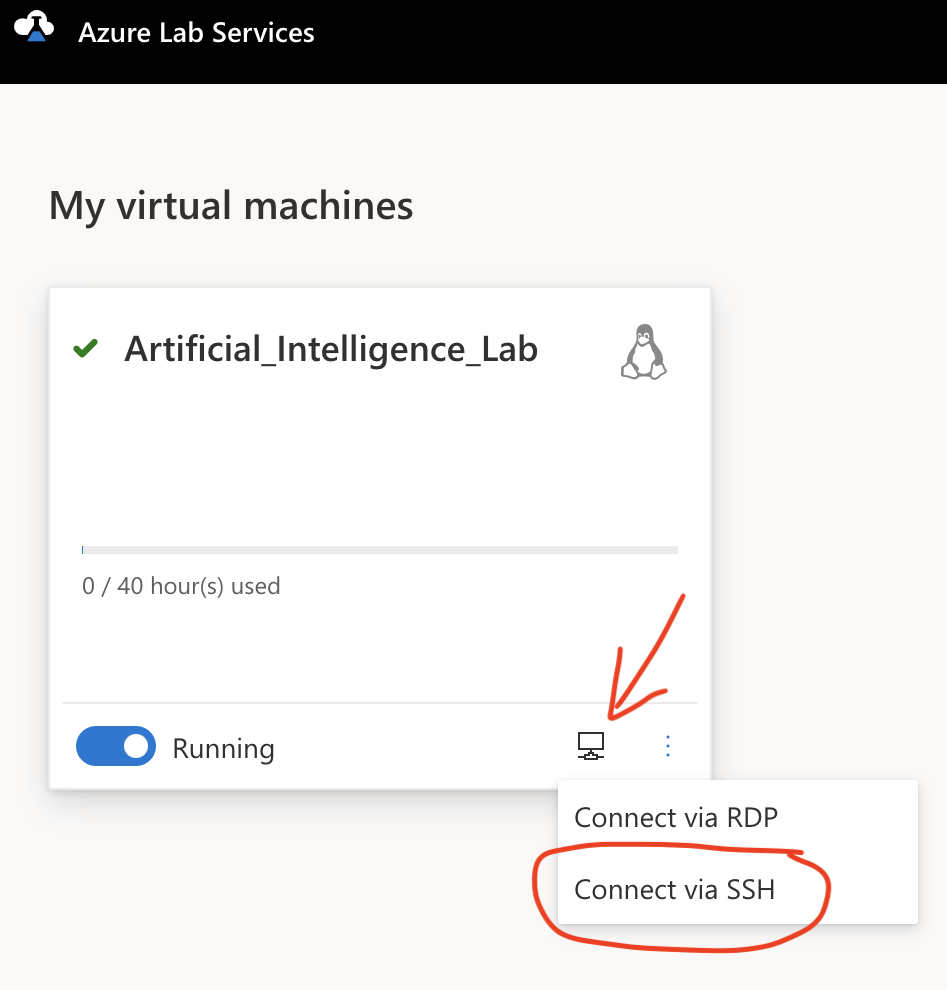 Azure Lab Services
My virtual machines
Artificial_Intelligence_Lab
0 / 40 hour(s) used
Running
Connect via RDP
Connect via SSH